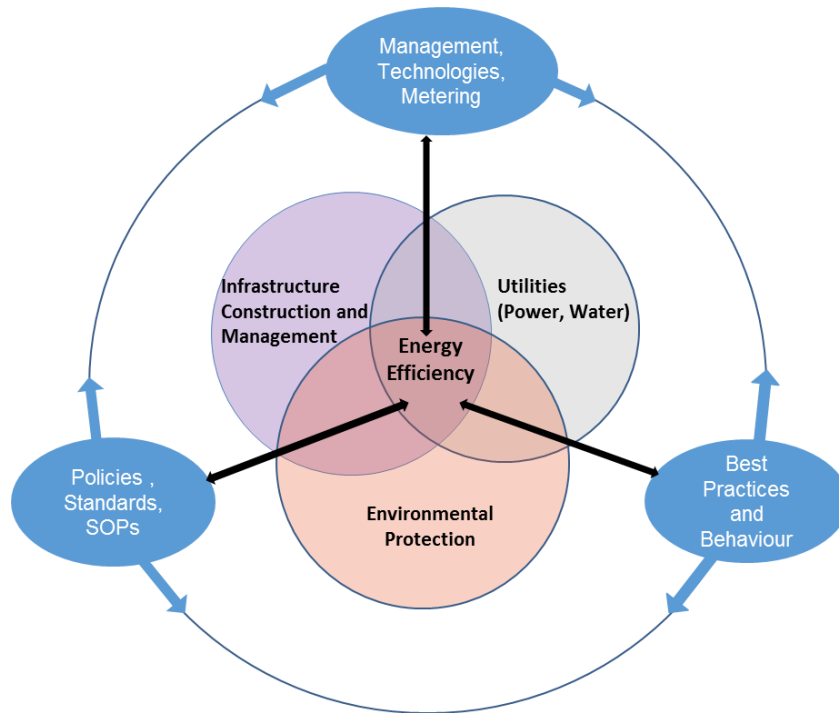 Management,
Technologies,
Metering
Infrastructure
Construction and
Management
Utilities
(Power, Water)
Energy
Efficiency
Policies ,
Standards,
SOPs
Best
Practices
and
Behaviour
Environmental
Protection